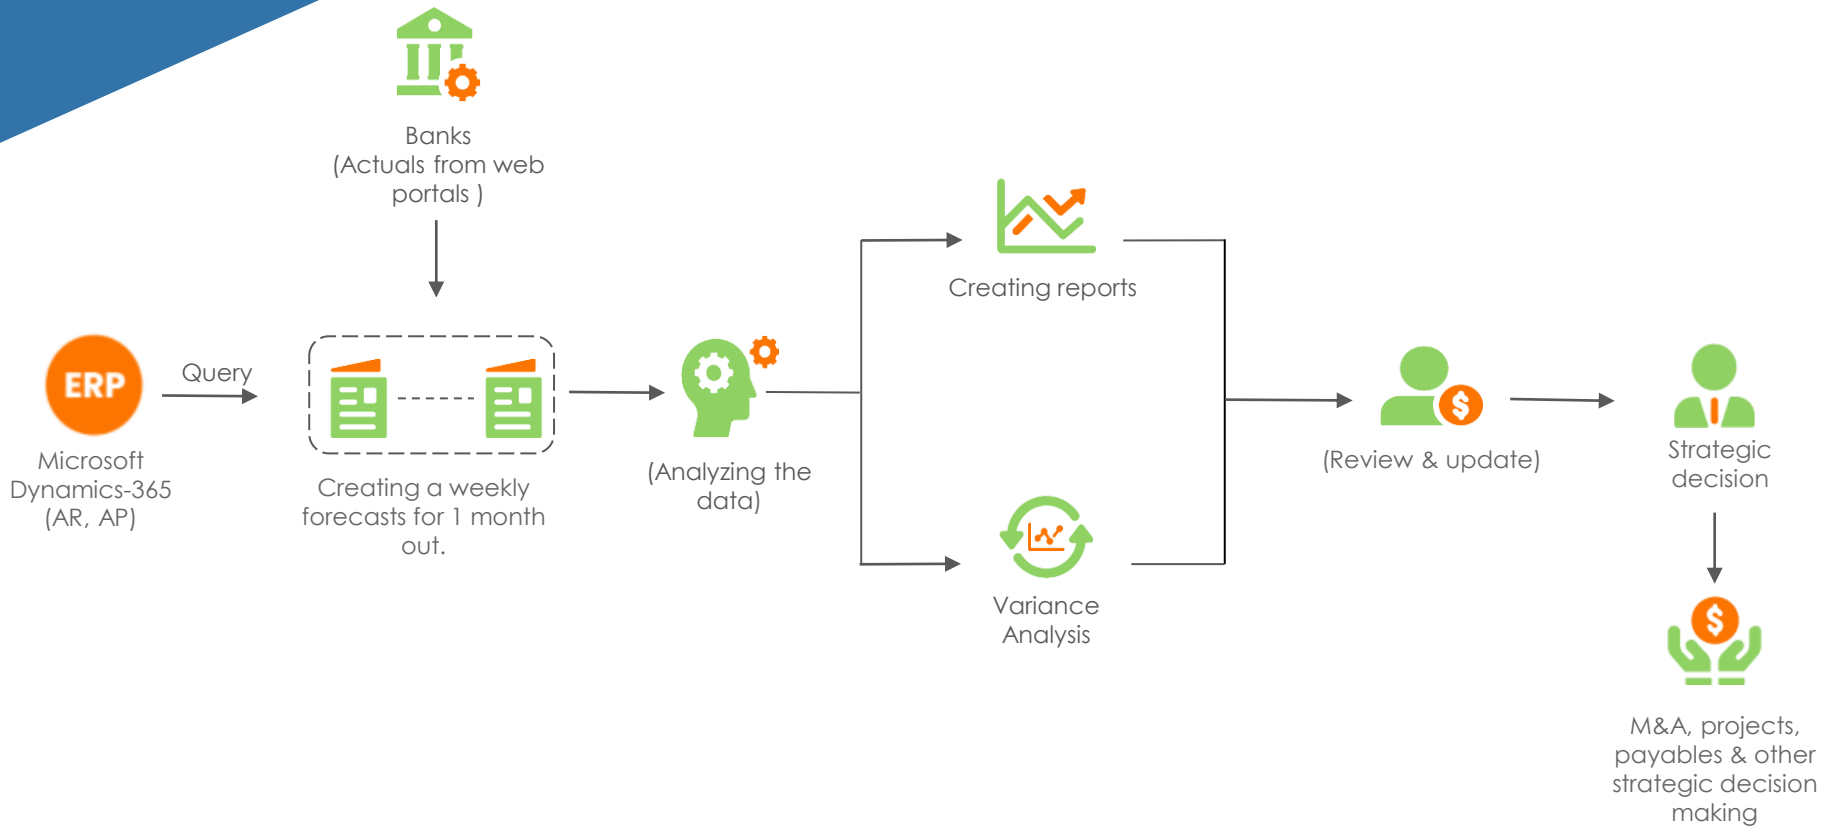 Banks
(Actuals from web
portals )
Creating reports
ERP
Query
Microsoft
Dynamics-365
(AR, AP)
Creating a weekly
forecasts for 1 month
out.
(Analyzing the
data)
Variance
Analysis
$
(Review & update)
Strategic
decision
$
M&A, projects,
payables & other
strategic decision
making